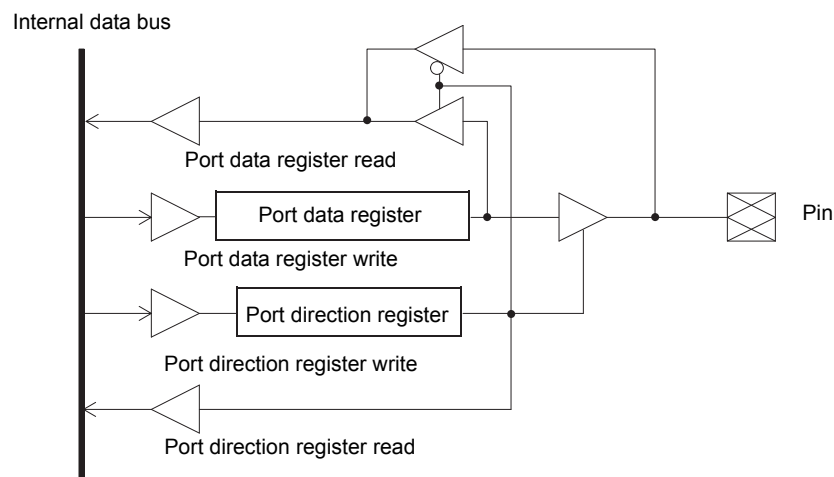 Internal data bus
Port data register read
Port data register
Pin
Port data register write
Port direction register
Port direction register write
Port direction register read